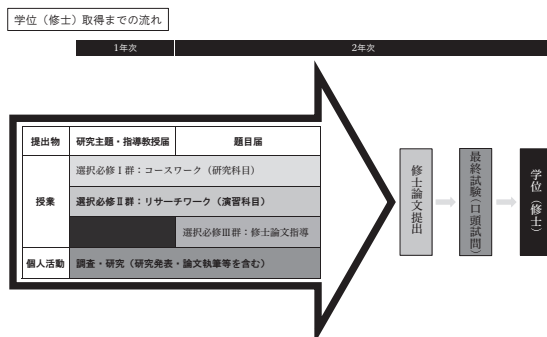 学位（修士）取得までの流れ
1年次
2年次
提出物
研究主題・指導教授届
題目届
授業
選択必修Ⅰ群：コースワーク（研究科目）
選択必修Ⅱ群：リサーチワーク（演習科目）
選択必修Ⅲ群：修士論文指導
個人活動
調査・研究（研究発表・論文執筆等を含む）
修士論文提出
最終試験（口頭試問）
学位（修士）